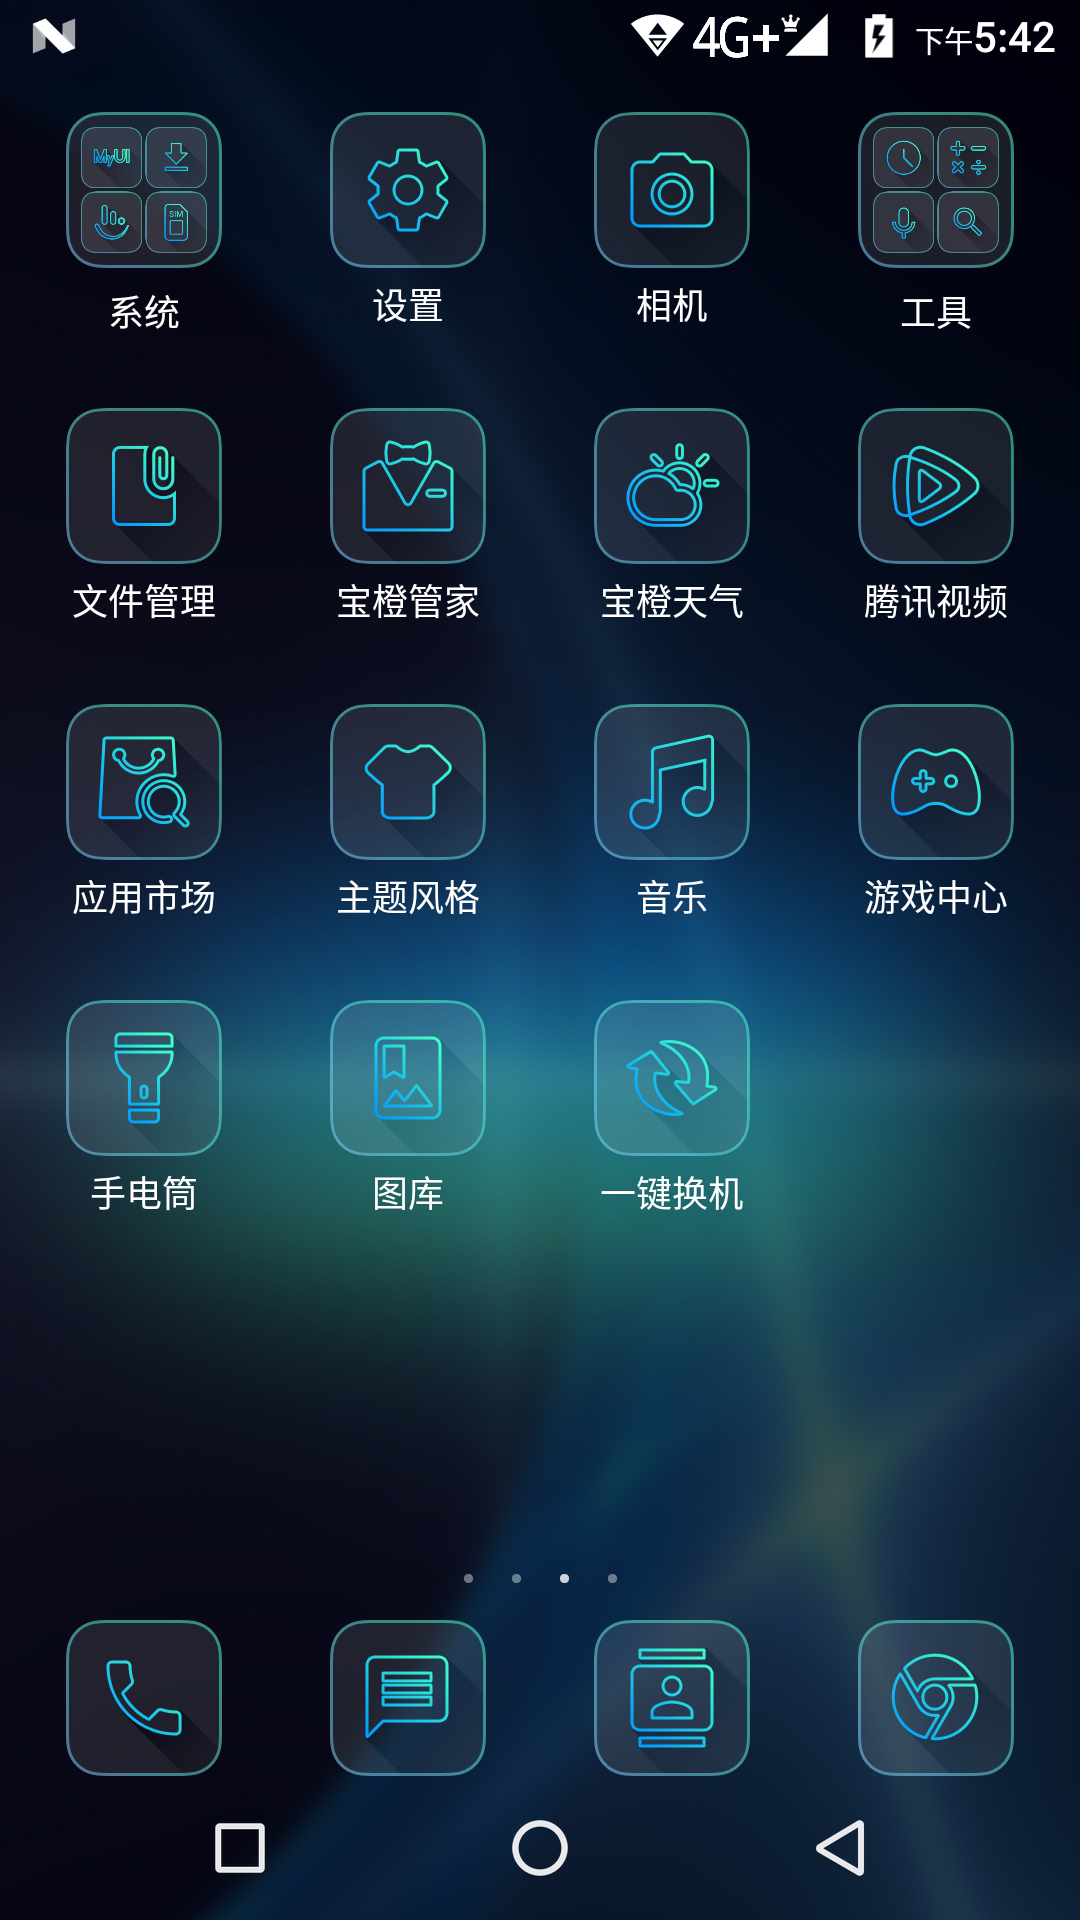 4G+ 下午5:42
MyUI
SIM
系统 设置 相机 工具
文件管理 宝橙管家 宝橙天气 腾讯视频
应用市场 主题风格 音乐 游戏中心
手电筒 图库 一键换机